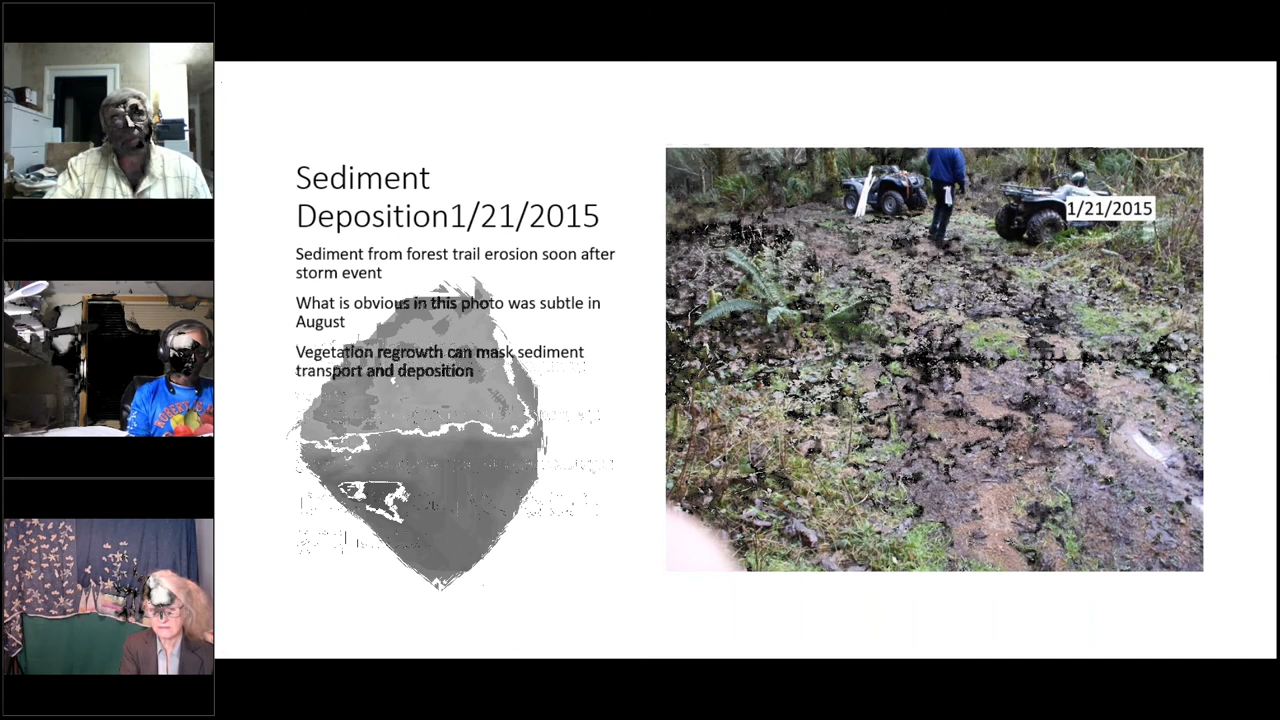 Sediment
Deposition1/21/2015
Sediment from forest trail erosion soon after
storm event
What is obvious in this photo was subtle in
August
Vegetation regrowth can mask sediment
transport and deposition
1/21/2015